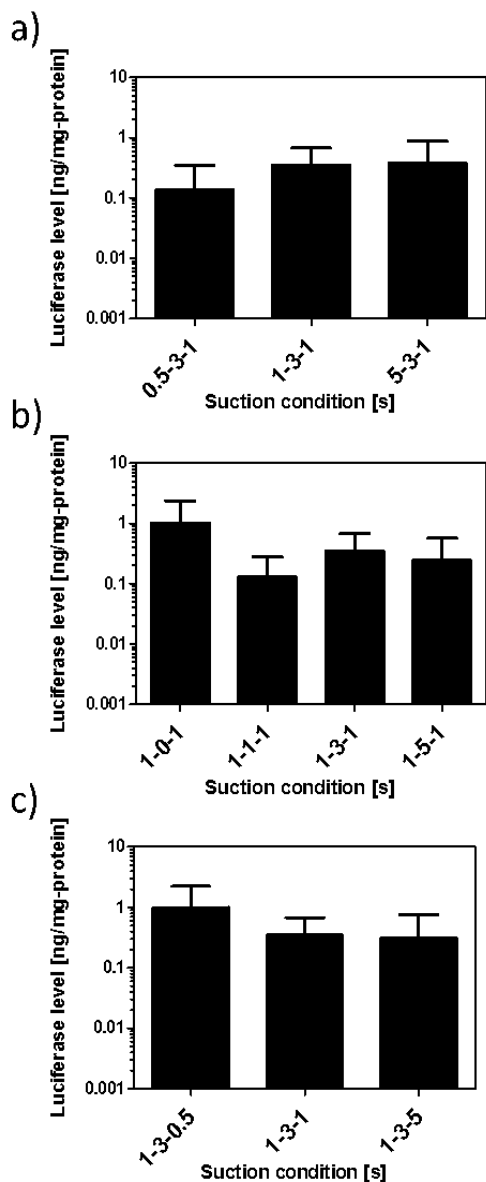 a)
Luciferase level [ng/mg-protein]
10
1
0.1
0.01
0.001
0.5-3-1
1-3-1
5-3-1
Suction condition [s]
b)
Luciferase level [ng/mg-protein]
10
1
0.1
0.01
0.001
1-0-1
1-1-1
1-3-1
1-5-1
Suction condition [s]
c)
Luciferase level [ng/mg-protein]
10
1
0.1
0.01
0.001
1-3-0.5
1-3-1
1-3-5
Suction condition [s]